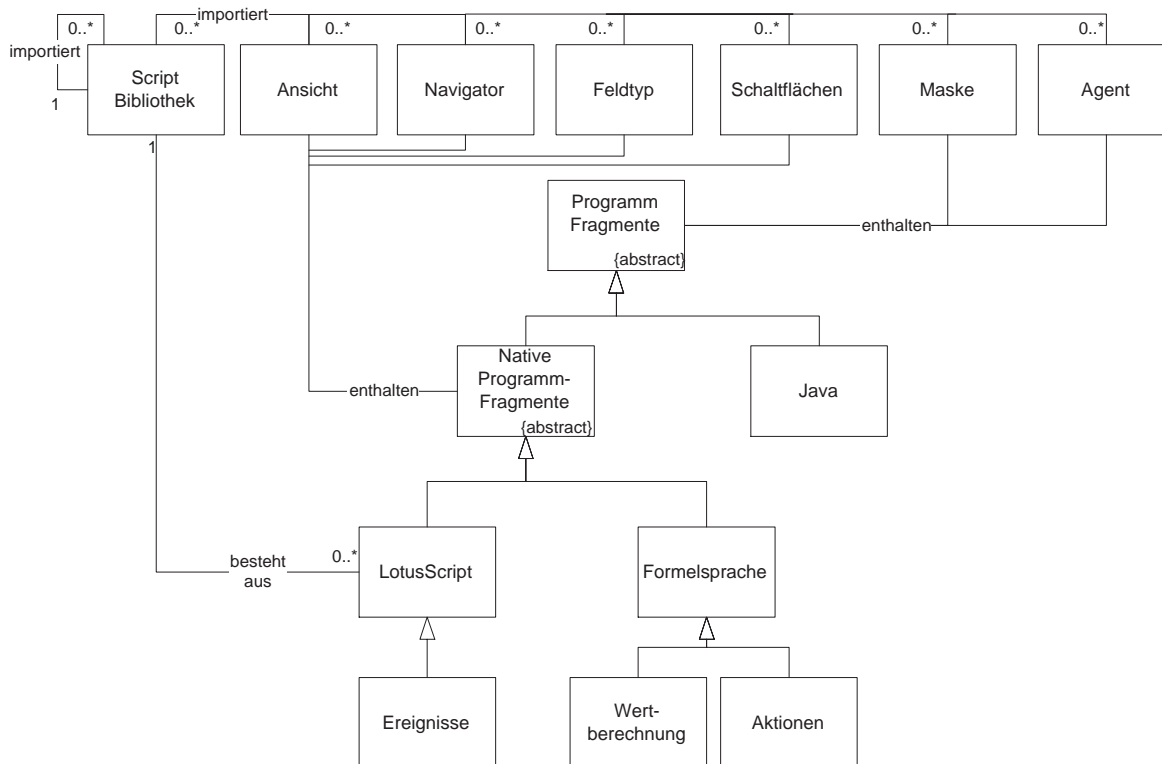 importiert
0..*
0..*
0..*
0..*
0..*
0..*
0..*
0..*
importiert
Script
Bibliothek
Ansicht
Navigator
Feldtyp
Schaltflächen
Maske
Agent
1
1
Programm
Fragmente
{abstract}
enthalten
Native
Programm-
Fragmente
{abstract}
enthalten
Java
besteht
aus
0..*
LotusScript
Formelsprache
Ereignisse
Wert-
berechnung
Aktionen